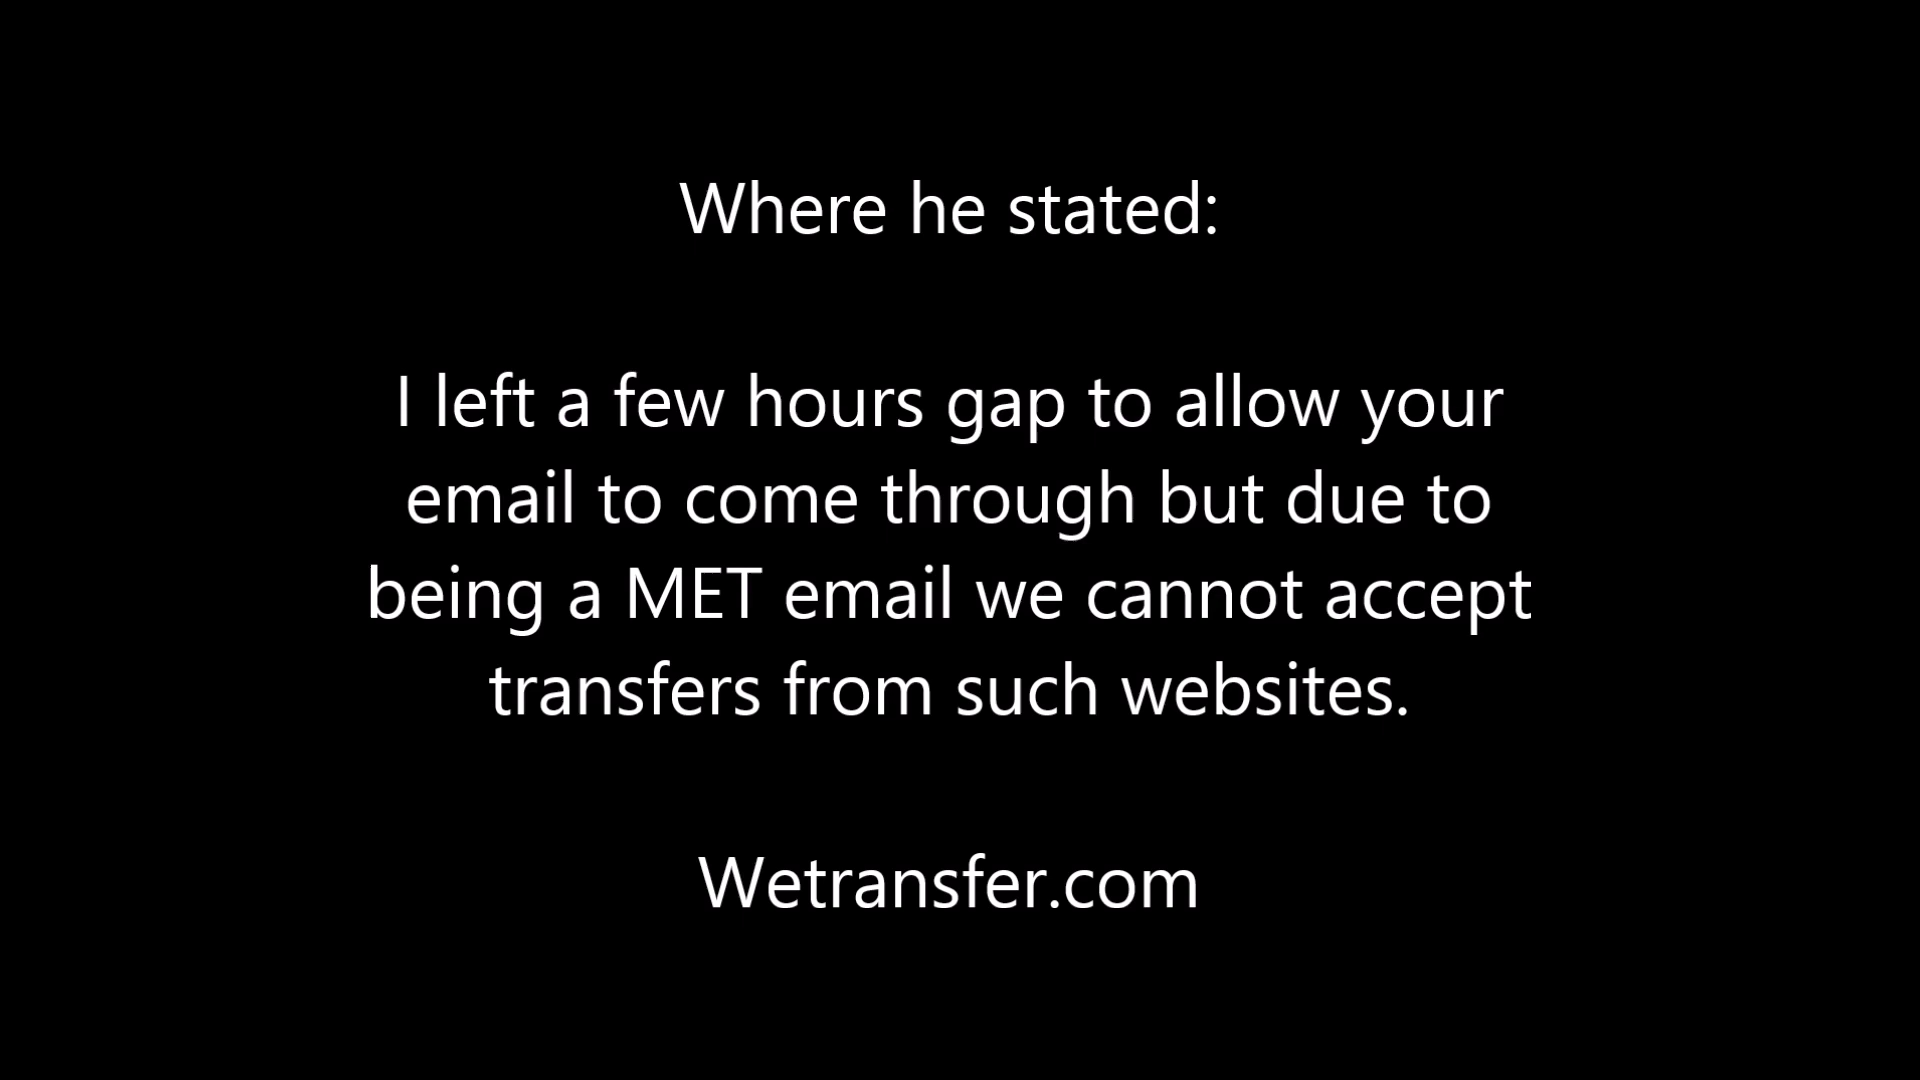 Where he stated:
I left a few hours gap to allow your
email to come through but due to
being a MET email we cannot accept
transfers from such websites.
Wetransfer.com